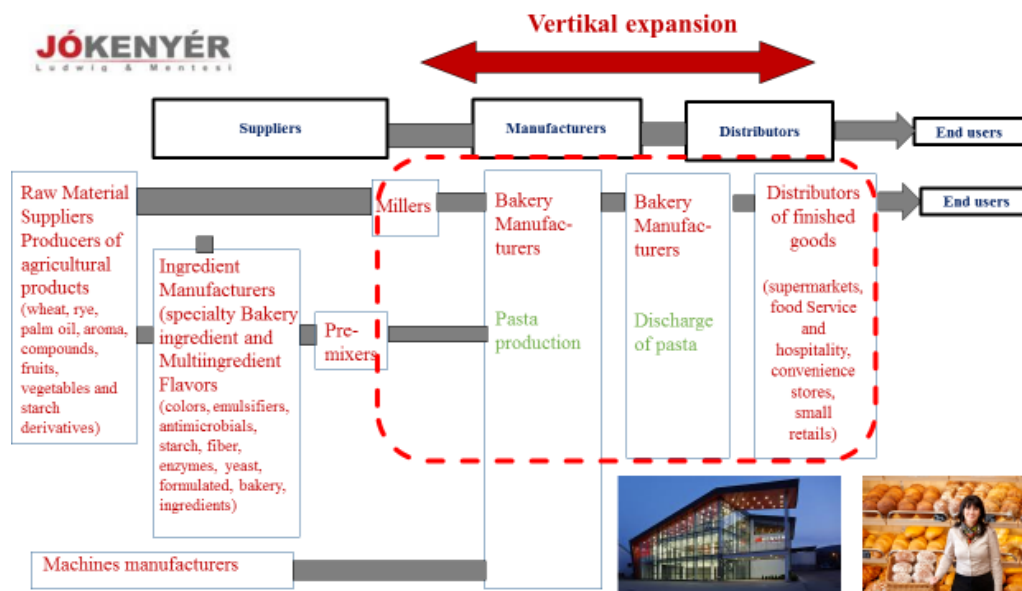 Vertikal expansion
JÓKENYÉR
Ludwig & Mentesi
Suppliers
Manufacturers
Distributors
End users
Raw Material
Suppliers
Producers of
agricultural
products
(wheat, rye,
palm oil, aroma,
compounds,
fruits,
vegetables and
starch
derivatives)
Ingredient
Manufacturers
(specialty Bakery
ingredient and
Multiingredient
Flavors
(colors, emulsifiers,
antimicrobials,
starch, fiber,
enzymes, yeast,
formulated, bakery,
ingredients)
Pre-
mixers
Millers
Bakery
Manufac-
turers
Pasta
production
Bakery
Manufac-
turers
Discharge
of pasta
Distributors
of finished
goods
(supermarkets,
food Service
and
hospitality,
convenience
stores,
small
retails)
End users
Machines manufacturers